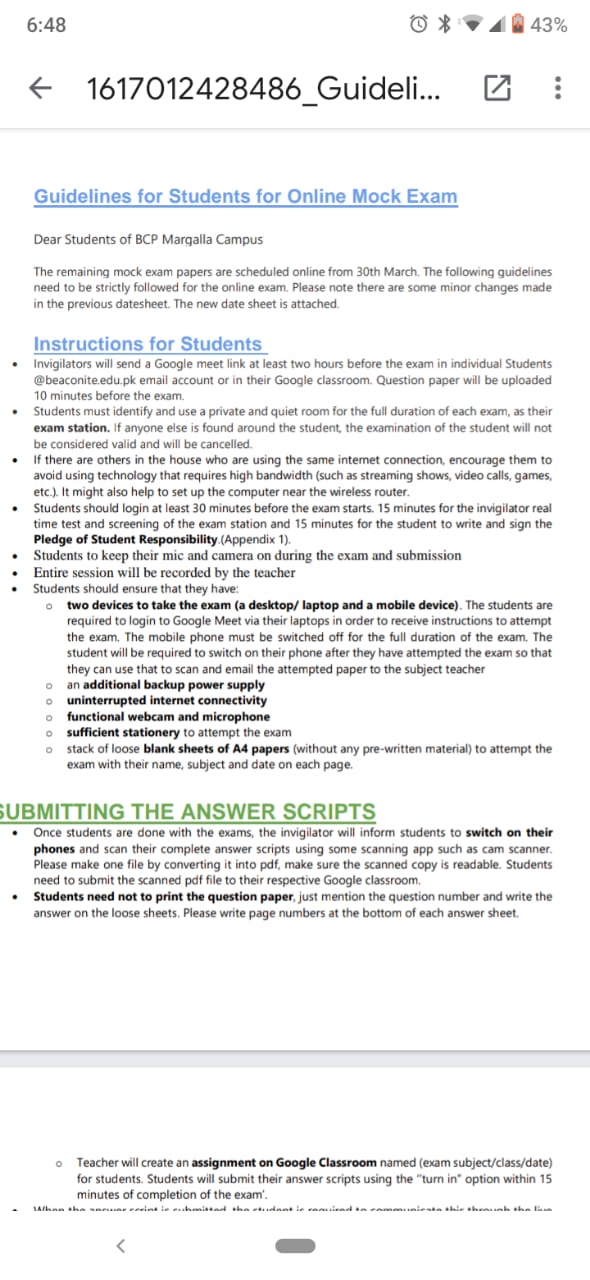 6:48
43%
1617012428486_Guideli...
Guidelines for Students for Online Mock Exam
Dear Students of BCP Margalla Campus
The remaining mock exam papers are scheduled online from 30th March. The following guidelines
need to be strictly followed for the online exam. Please note there are some minor changes made
in the previous datesheet. The new date sheet is attached.
Instructions for Students
• Invigilators will send a Google meet link at least two hours before the exam in individual Students
@beaconite.edu.pk email account or in their Google classroom. Question paper will be uploaded
10 minutes before the exam.
• Students must identify and use a private and quiet room for the full duration of each exam, as their
exam station. If anyone else is found around the student, the examination of the student will not
be considered valid and will be cancelled.
• If there are others in the house who are using the same internet connection, encourage them to
avoid using technology that requires high bandwidth (such as streaming shows, video calls, games,
etc.). It might also help to set up the computer near the wireless router.
• Students should login at least 30 minutes before the exam starts. 15 minutes for the invigilator real
time test and screening of the exam station and 15 minutes for the student to write and sign the
Pledge of Student Responsibility.(Appendix 1).
• Students to keep their mic and camera on during the exam and submission
• Entire session will be recorded by the teacher
• Students should ensure that they have:
o two devices to take the exam (a desktop/ laptop and a mobile device). The students are
required to login to Google Meet via their laptops in order to receive instructions to attempt
the exam. The mobile phone must be switched off for the full duration of the exam. The
student will be required to switch on their phone after they have attempted the exam so that
they can use that to scan and email the attempted paper to the subject teacher
o an additional backup power supply
o uninterrupted internet connectivity
o functional webcam and microphone
o sufficient stationery to attempt the exam
o stack of loose blank sheets of A4 papers (without any pre-written material) to attempt the
exam with their name, subject and date on each page.
SUBMITTING THE ANSWER SCRIPTS
• Once students are done with the exams, the invigilator will inform students to switch on their
phones and scan their complete answer scripts using some scanning app such as cam scanner.
Please make one file by converting it into pdf, make sure the scanned copy is readable. Students
need to submit the scanned pdf file to their respective Google classroom.
• Students need not to print the question paper, just mention the question number and write the
answer on the loose sheets. Please write page numbers at the bottom of each answer sheet.
o Teacher will create an assignment on Google Classroom named (exam subject/class/date)
for students. Students will submit their answer scripts using the "turn in" option within 15
minutes of completion of the exam'.
• When the answer script is submitted, the student is required to communicate this through the live